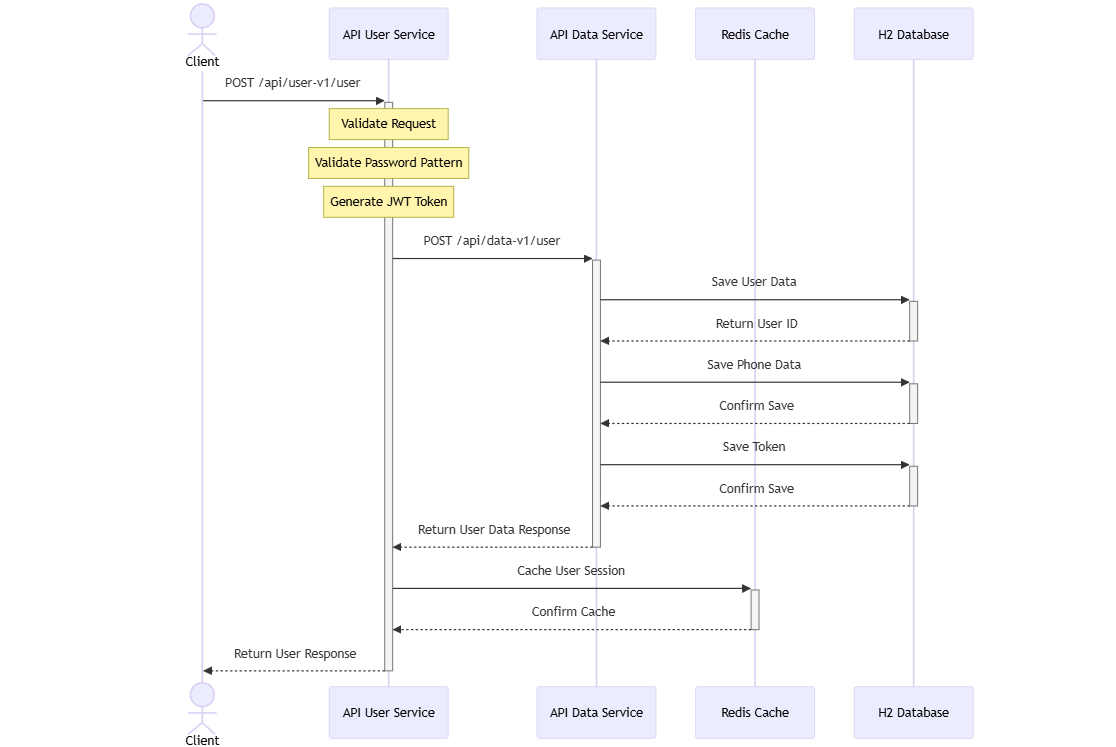 Client
API User Service
API Data Service
Redis Cache
H2 Database
POST /api/user-v1/user
Validate Request
Validate Password Pattern
Generate JWT Token
POST /api/data-v1/user
Save User Data
Return User ID
Save Phone Data
Confirm Save
Save Token
Confirm Save
Return User Data Response
Cache User Session
Confirm Cache
Return User Response
Client
API User Service
API Data Service
Redis Cache
H2 Database